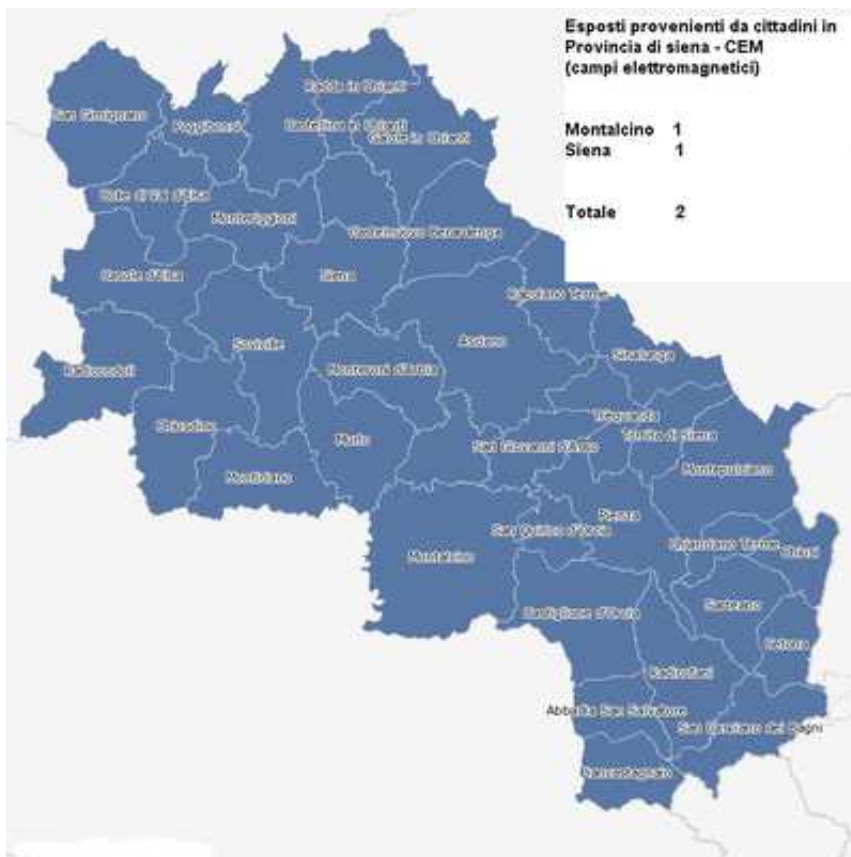 Esposti provenienti da cittadini in
Provincia di siena - CEM
(campi elettromagnetici)
Montalcino 1
Siena 1
Totale 2
Radda in Chianti
San Gimignano
Poggibonsi
Castellina in Chianti
Gaiole in Chianti
Colle di Val d'Elsa
Monteriggioni
Castelnuovo Berardenga
Casole d'Elsa
Siena
Rapolano Terme
Sovicille
Asciano
Sinalunga
Radicondoli
Monteroni d'Arbia
Trequanda
Chiusdino
Torrita di Siena
Murlo
San Giovanni d'Asso
Montepulciano
Monticiano
Pienza
San Quirico d'Orcia
Chianciano Terme
Chiusi
Montalcino
Sarteano
Castiglione d'Orcia
Cetona
Radicofani
Abbadia San Salvatore
San Casciano dei Bagni
Piancastagnaio